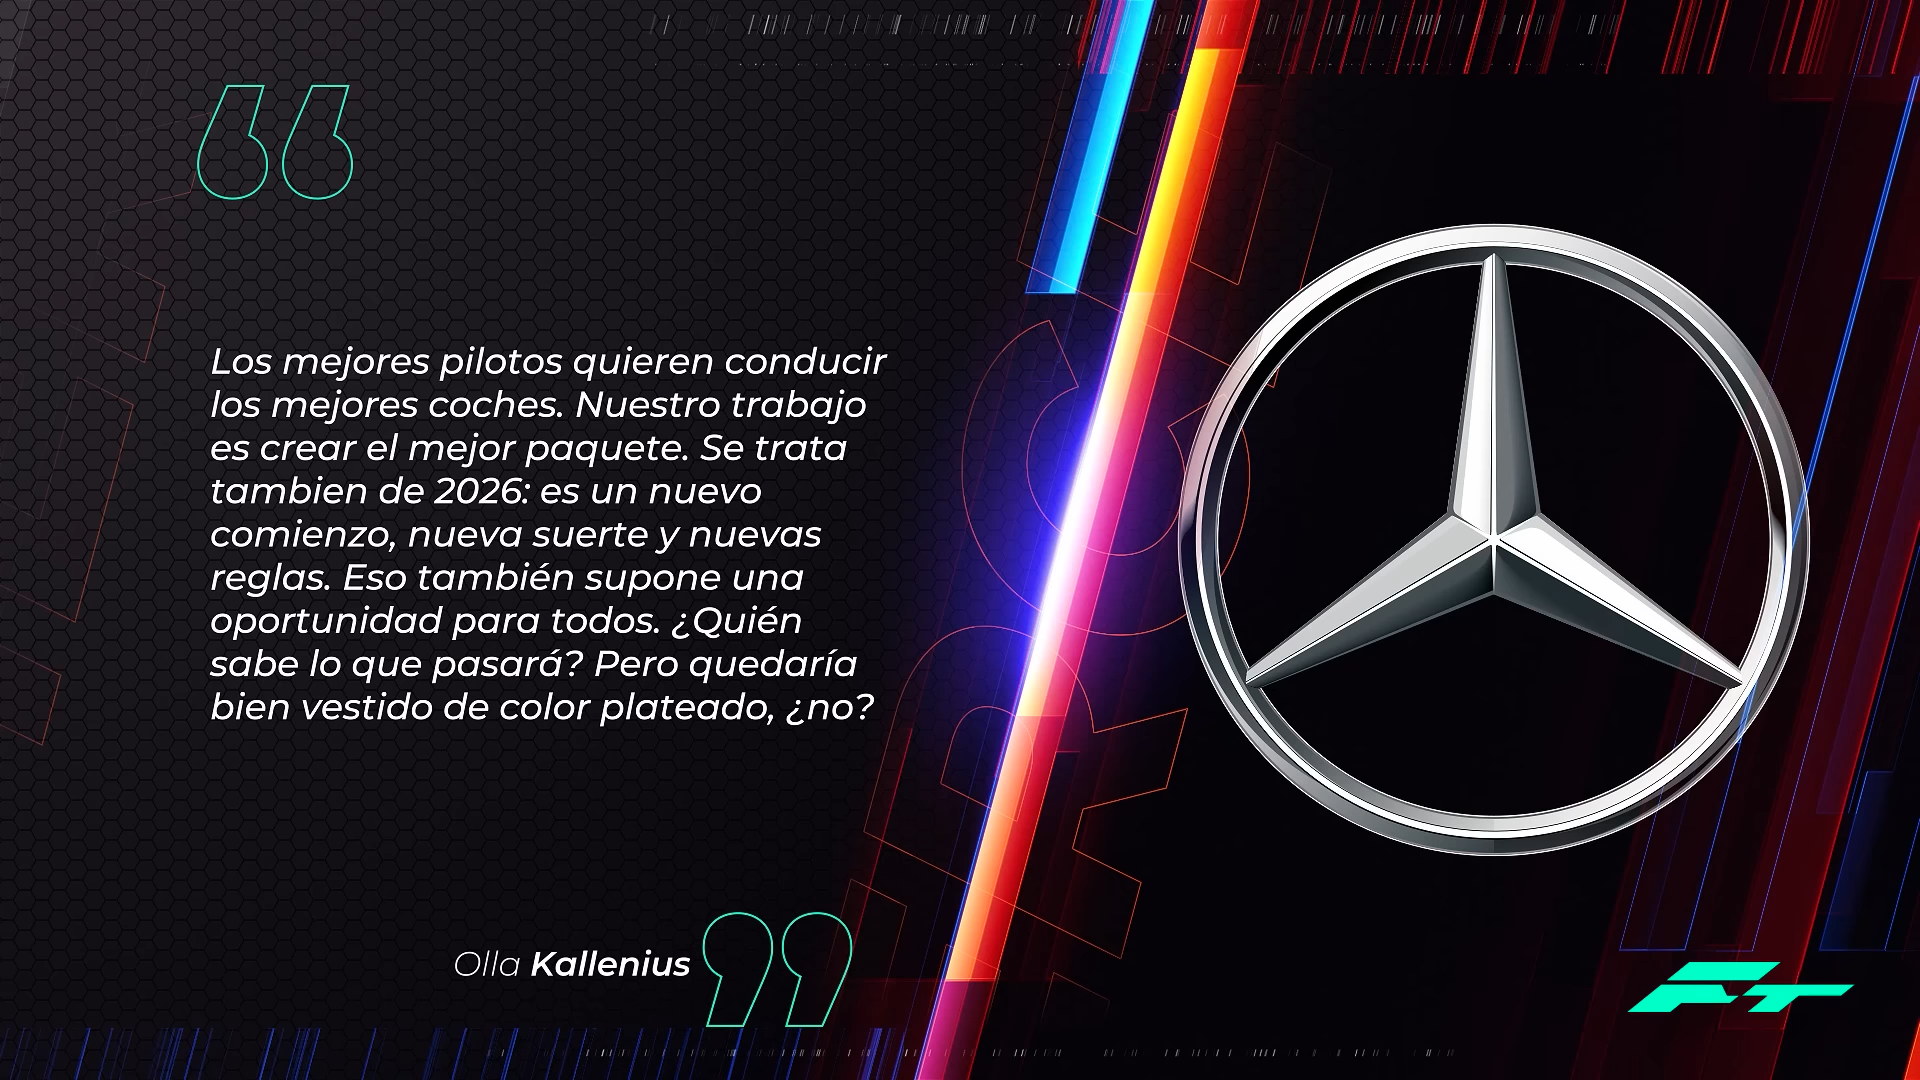 Los mejores pilotos quieren conducir
los mejores coches. Nuestro trabajo
es crear el mejor paquete. Se trata
tambien de 2026: es un nuevo
comienzo, nueva suerte y nuevas
reglas. Eso también supone una
oportunidad para todos. ¿Quién
sabe lo que pasará? Pero quedaría
bien vestido de color plateado, ¿no?
Olla Kallenius
FT